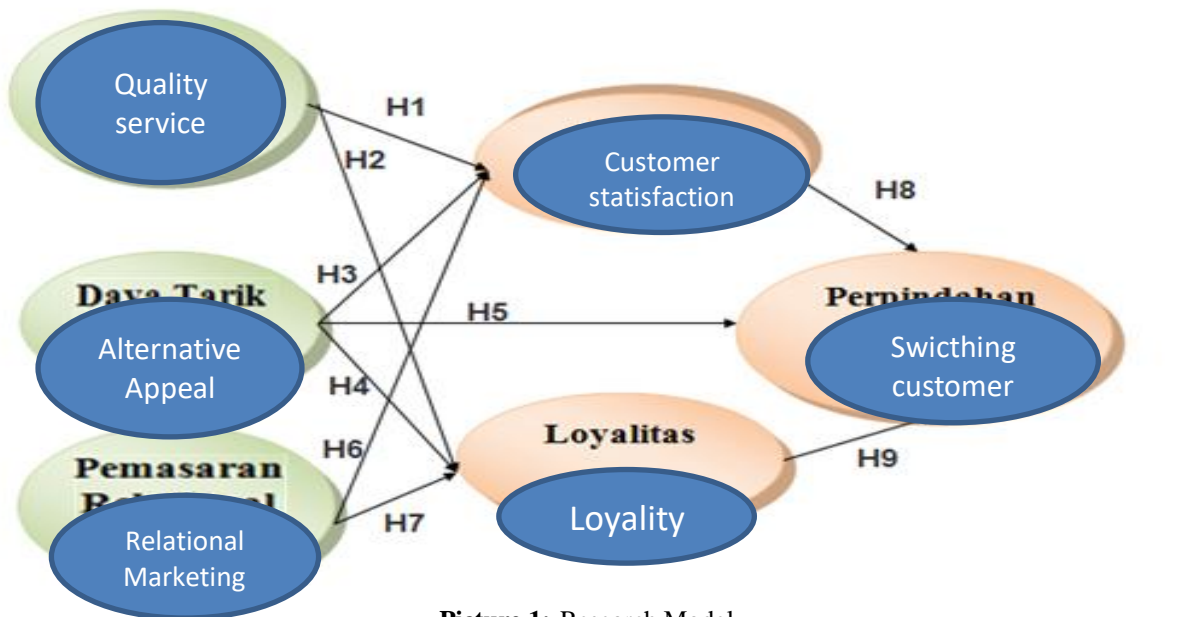 Quality
service
H1
H2
Customer
statisfaction
H8
H3
Daya Tarik
H5
Perpindahan
Alternative
Appeal
Swicthing
customer
H4
Loyalitas
H6
Pemasaran
H9
Loyality
H7
Relational
Marketing
Picture 1: Research Model